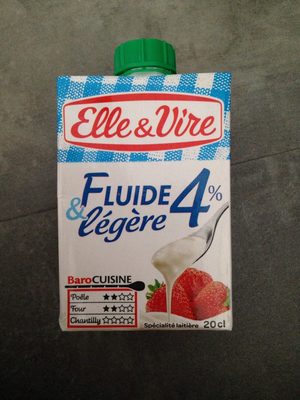 Elle&Vire
FLUIDE 4%
& légère
BaroCUISINE
Poêle ★★☆☆
Four ★★☆☆
Chantilly ☆☆☆☆
Spécialité laitière 20 cl